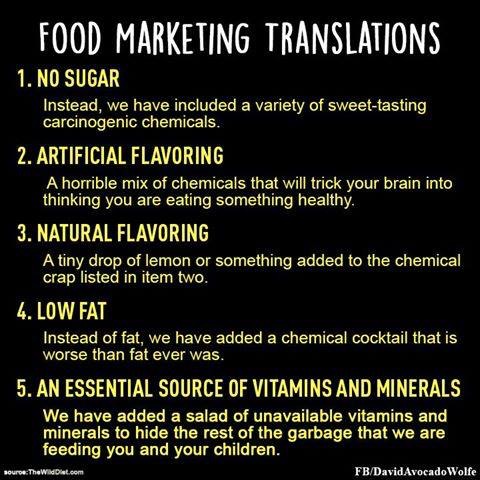 FOOD MARKETING TRANSLATIONS
1. NO SUGAR
Instead, we have included a variety of sweet-tasting
carcinogenic chemicals.
2. ARTIFICIAL FLAVORING
A horrible mix of chemicals that will trick your brain into
thinking you are eating something healthy.
3. NATURAL FLAVORING
A tiny drop of lemon or something added to the chemical
crap listed in item two.
4. LOW FAT
Instead of fat, we have added a chemical cocktail that is
worse than fat ever was.
5. AN ESSENTIAL SOURCE OF VITAMINS AND MINERALS
We have added a salad of unavailable vitamins and
minerals to hide the rest of the garbage that we are
feeding you and your children.
source:TheWildDiet.com
FB/DavidAvocadoWolfe